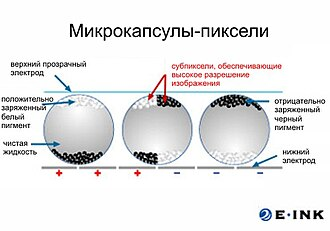 Микрокапсулы-пиксели
верхний прозрачный
электрод
субпиксели, обеспечивающие
высокое разрешение
изображения
положительно
заряженный
белый
пигмент
отрицательно
заряженный
черный
пигмент
чистая
жидкость
нижний
электрод
+ + + − − −
E-INK